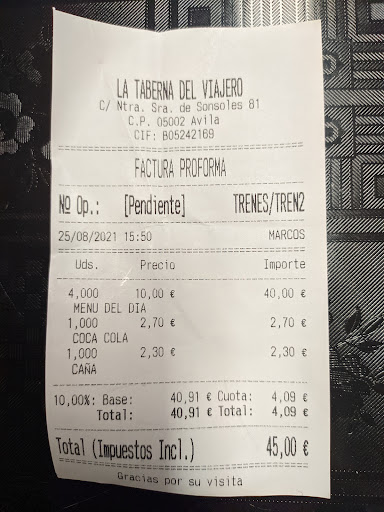 LA TABERNA DEL VIAJERO
C/ Ntra. Sra. de Sonsoles 81
C.P. 05002 Avila
CIF: B05242169
FACTURA PROFORMA
Nº Op.: [Pendiente] TRENES/TREN2
25/08/2021 15:50 MARCOS
Uds. Precio Importe
4,000 10,00 € 40,00 €
MENU DEL DIA
1,000 2,70 € 2,70 €
COCA COLA
1,000 2,30 € 2,30 €
CAÑA
10,00%: Base: 40,91 € Cuota: 4,09 €
Total: 40,91 € Total: 4,09 €
Total (Impuestos Incl.) 45,00 €
Gracias por su visita